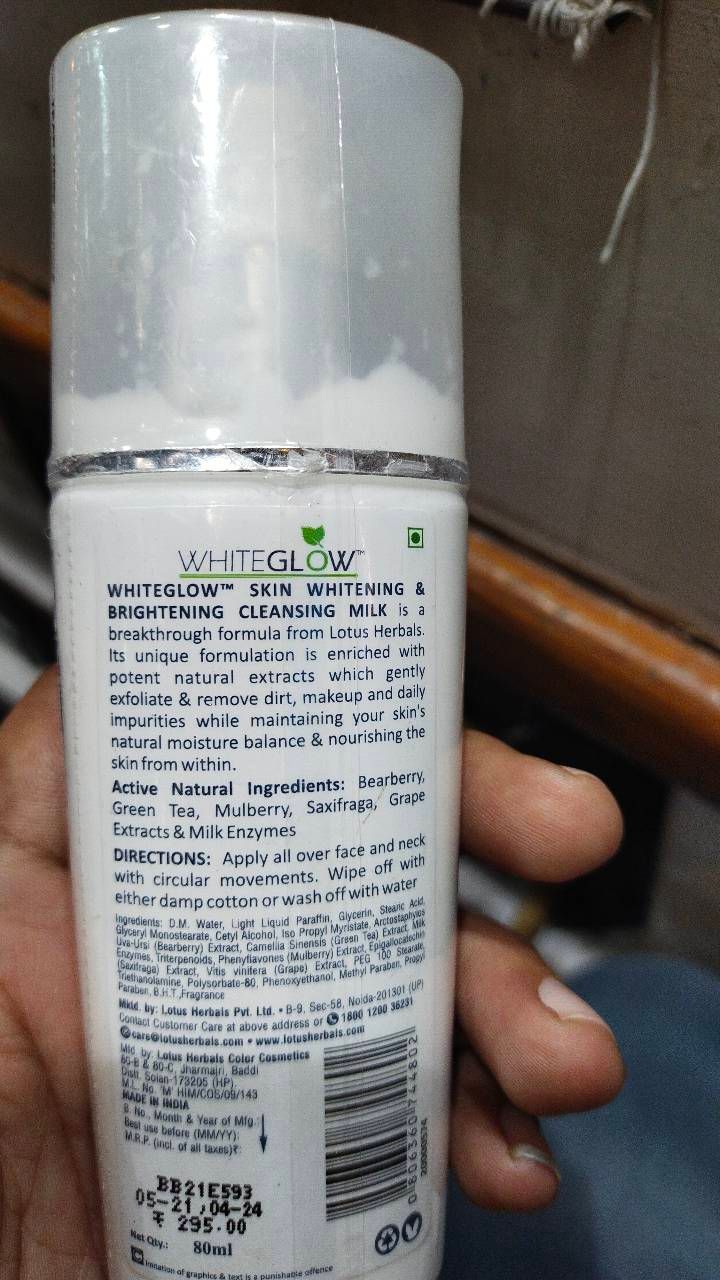 WHITEGLOW™
WHITEGLOW™ SKIN WHITENING &
BRIGHTENING CLEANSING MILK is a
breakthrough formula from Lotus Herbals.
Its unique formulation is enriched with
potent natural extracts which gently
exfoliate & remove dirt, makeup and daily
impurities while maintaining your skin's
natural moisture balance & nourishing the
skin from within.
Active Natural Ingredients: Bearberry,
Green Tea, Mulberry, Saxifraga, Grape
Extracts & Milk Enzymes
DIRECTIONS: Apply all over face and neck
with circular movements. Wipe off with
either damp cotton or wash off with water
Ingredients: D.M. Water, Light Liquid Paraffin, Glycerin, Stearic Acid,
Glyceryl Monostearate, Cetyl Alcohol, Iso Propyl Myristate, Arctostaphylos
Uva-Ursi (Bearberry) Extract, Camellia Sinensis (Green Tea) Extract, Milk
Enzymes, Triterpenoids, Phenyflavones (Mulberry) Extract, Epigallocatechin
(Saxifraga) Extract, Vitis vinifera (Grape) Extract, PEG 100 Stearate,
Triethanolamine, Polysorbate-80, Phenoxyethanol, Methyl Paraben, Propyl
Paraben, B.H.T.,Fragrance
Mktd. by: Lotus Herbals Pvt. Ltd. • B-9, Sec-58, Noida-201301 (UP)
Contact Customer Care at above address or 1800 1200 36231
care@lotusherbals.com • www.lotusherbals.com
Mfd. by: Lotus Herbals Color Cosmetics
Jharmajri, Baddi
Distt. Solan-173205 (HP).
M.L. No. 'M' HIM/COS/09/143
MADE IN INDIA
B. No., Month & Year of Mfg.
Best use before (MM/YY):
M.R.P. (incl. of all taxes)₹:
BB21E593
05-21,04-24
₹ 295.00
Net Qty.: 80ml
Imitation of graphics & text is a punishable offence